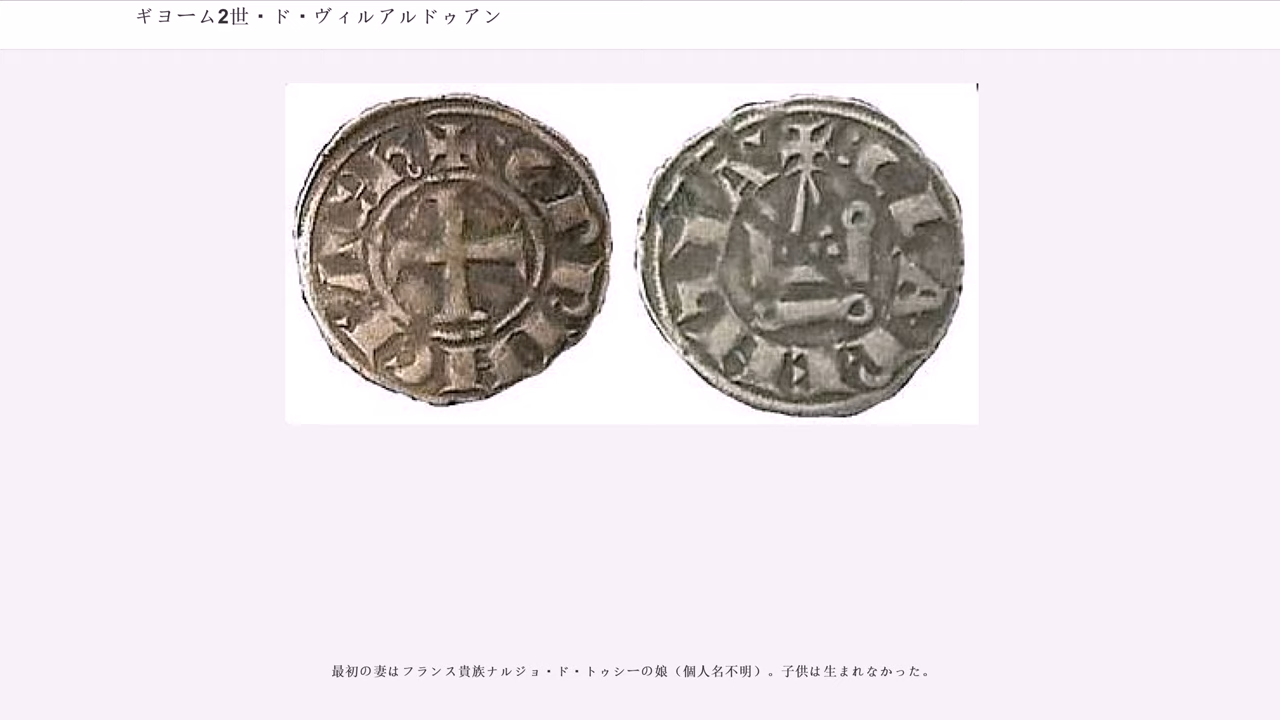 ギヨーム2世・ド・ヴィルアルドゥアン
最初の妻はフランス貴族ナルジョ・ド・トゥシーの娘（個人名不明）。子供は生まれなかった。